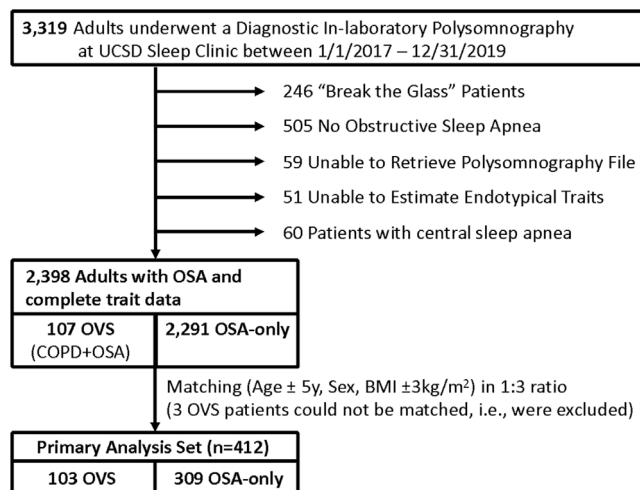 3,319 Adults underwent a Diagnostic In-laboratory Polysomnography
at UCSD Sleep Clinic between 1/1/2017 – 12/31/2019
246 “Break the Glass” Patients
505 No Obstructive Sleep Apnea
59 Unable to Retrieve Polysomnography File
51 Unable to Estimate Endotypical Traits
60 Patients with central sleep apnea
2,398 Adults with OSA and
complete trait data
107 OVS
(COPD+OSA)
2,291 OSA-only
Matching (Age ± 5y, Sex, BMI ±3kg/m²) in 1:3 ratio
(3 OVS patients could not be matched, i.e., were excluded)
Primary Analysis Set (n=412)
103 OVS
309 OSA-only